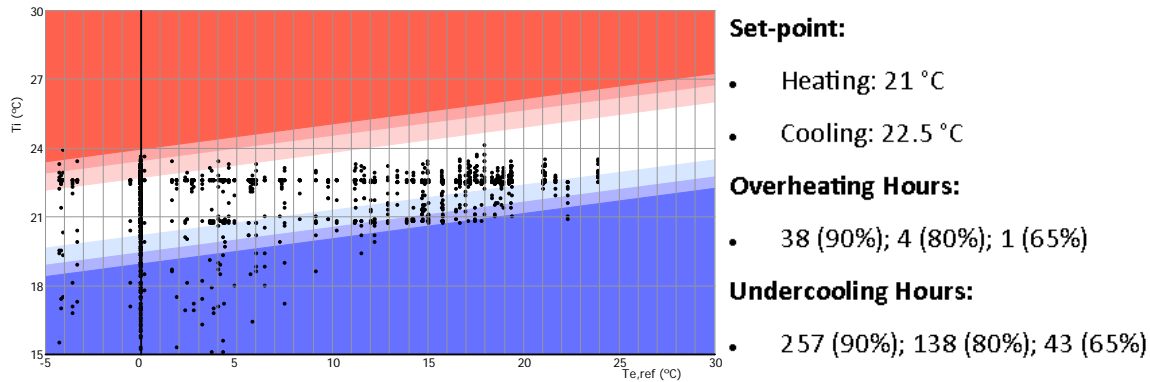 30
27
24
21
18
15
Ti (ºC)
-5
0
5
10
15
20
25
30
Te,ref (ºC)
Set-point:
• Heating: 21 °C
• Cooling: 22.5 °C
Overheating Hours:
• 38 (90%); 4 (80%); 1 (65%)
Undercooling Hours:
• 257 (90%); 138 (80%); 43 (65%)